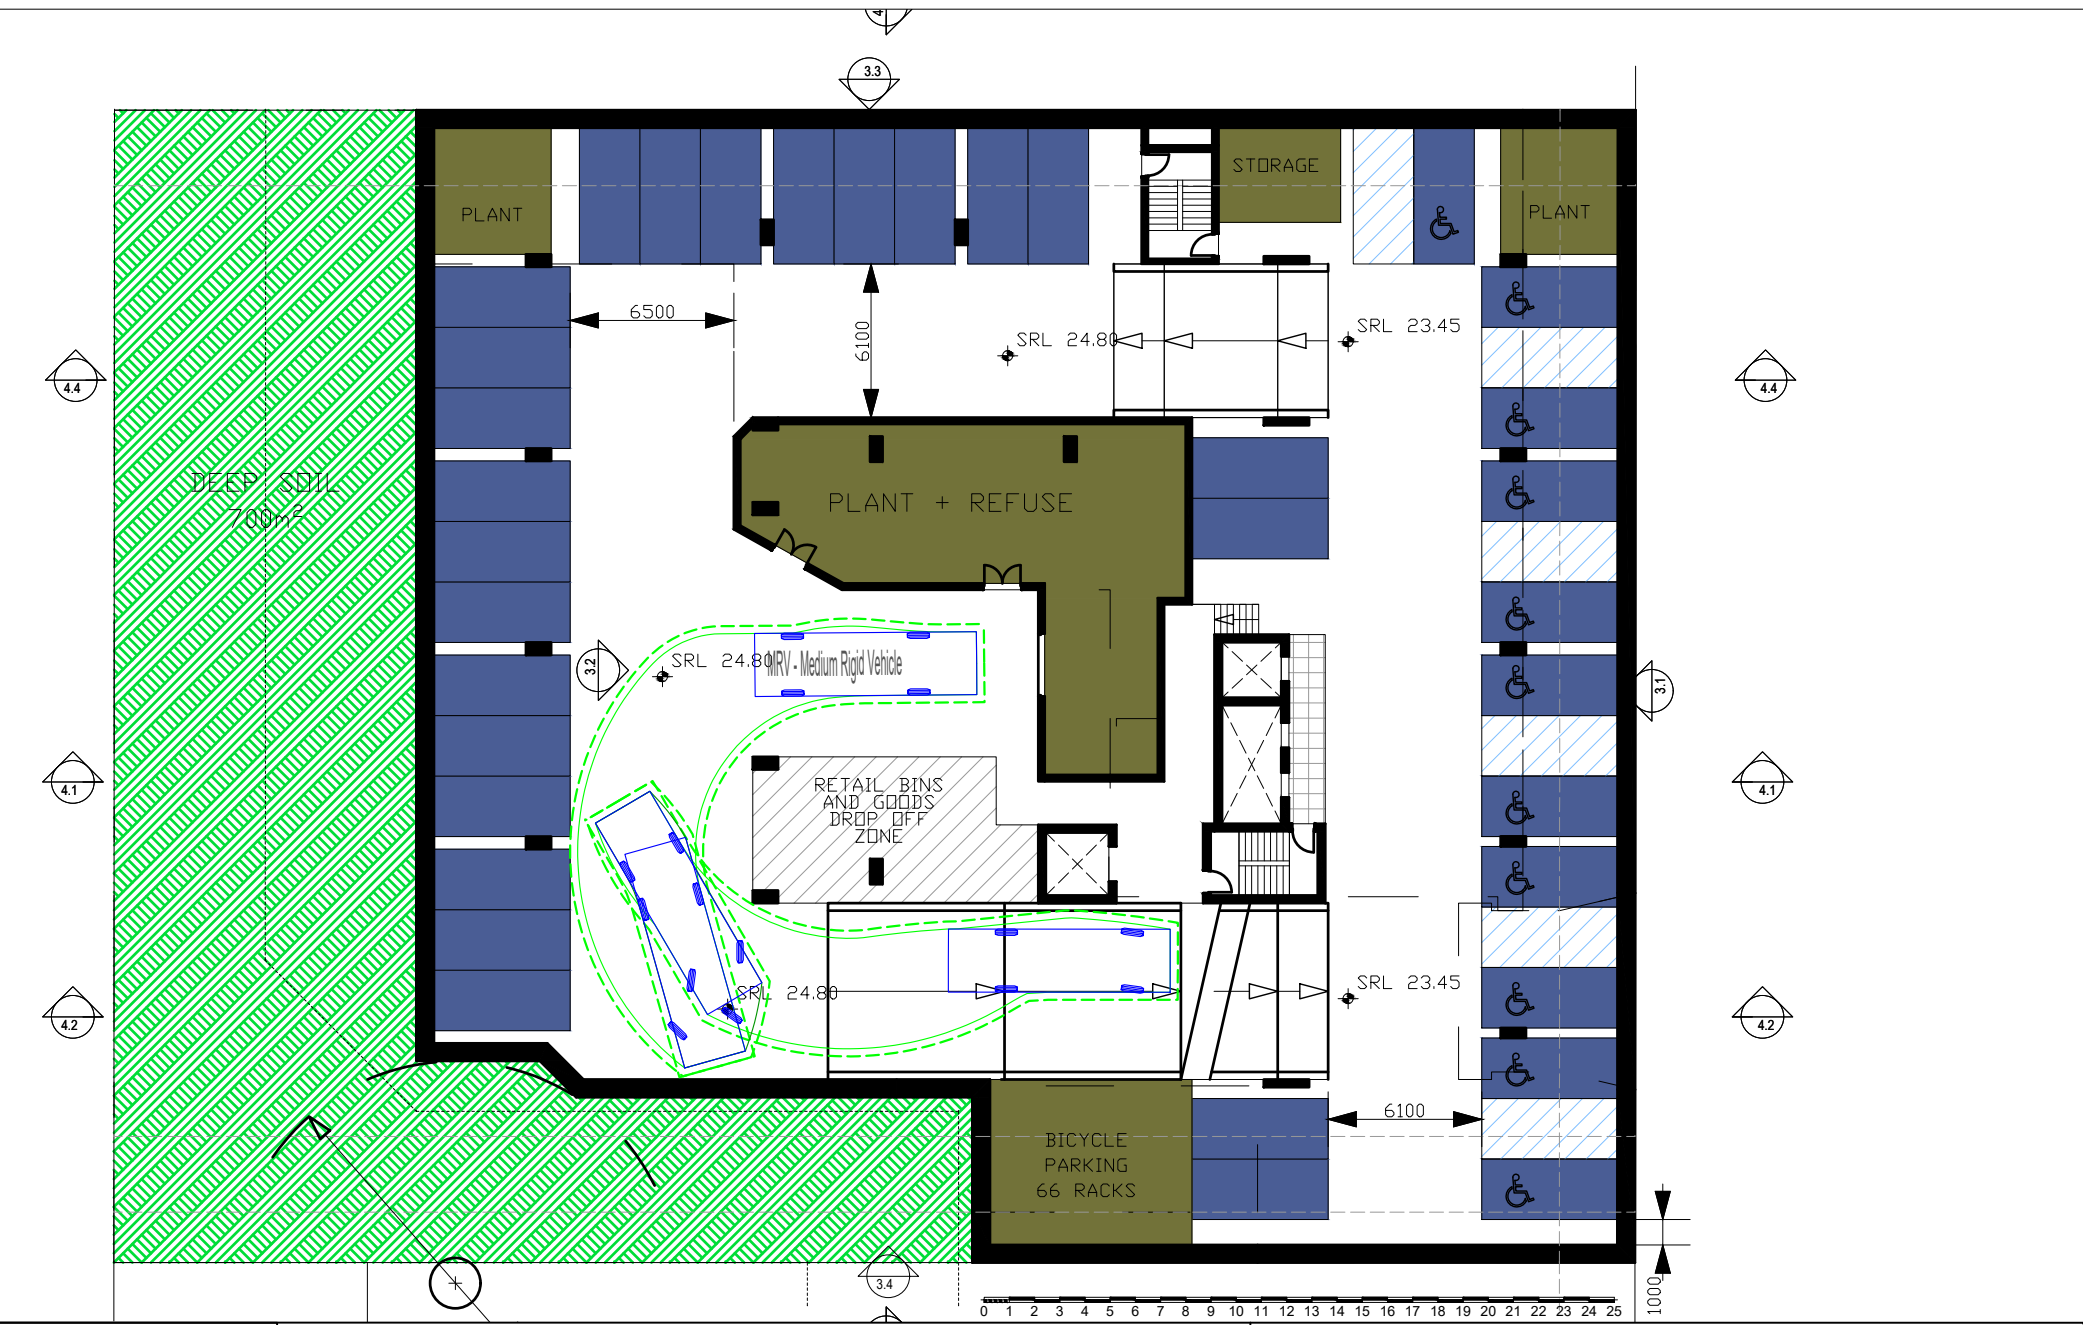 4
3.3
STORAGE
PLANT
PLANT
6500
6100
SRL 24.80
SRL 23.45
4.4
4.4
DEEP SOIL
700m²
PLANT + REFUSE
3.2
SRL 24.80
MRV - Medium Rigid Vehicle
3.1
4.1
RETAIL BINS
AND GOODS
DROP OFF
ZONE
4.1
SRL 24.80
SRL 23.45
4.2
4.2
6100
BICYCLE
PARKING
66 RACKS
3.4
1000
0 1 2 3 4 5 6 7 8 9 10 11 12 13 14 15 16 17 18 19 20 21 22 23 24 25